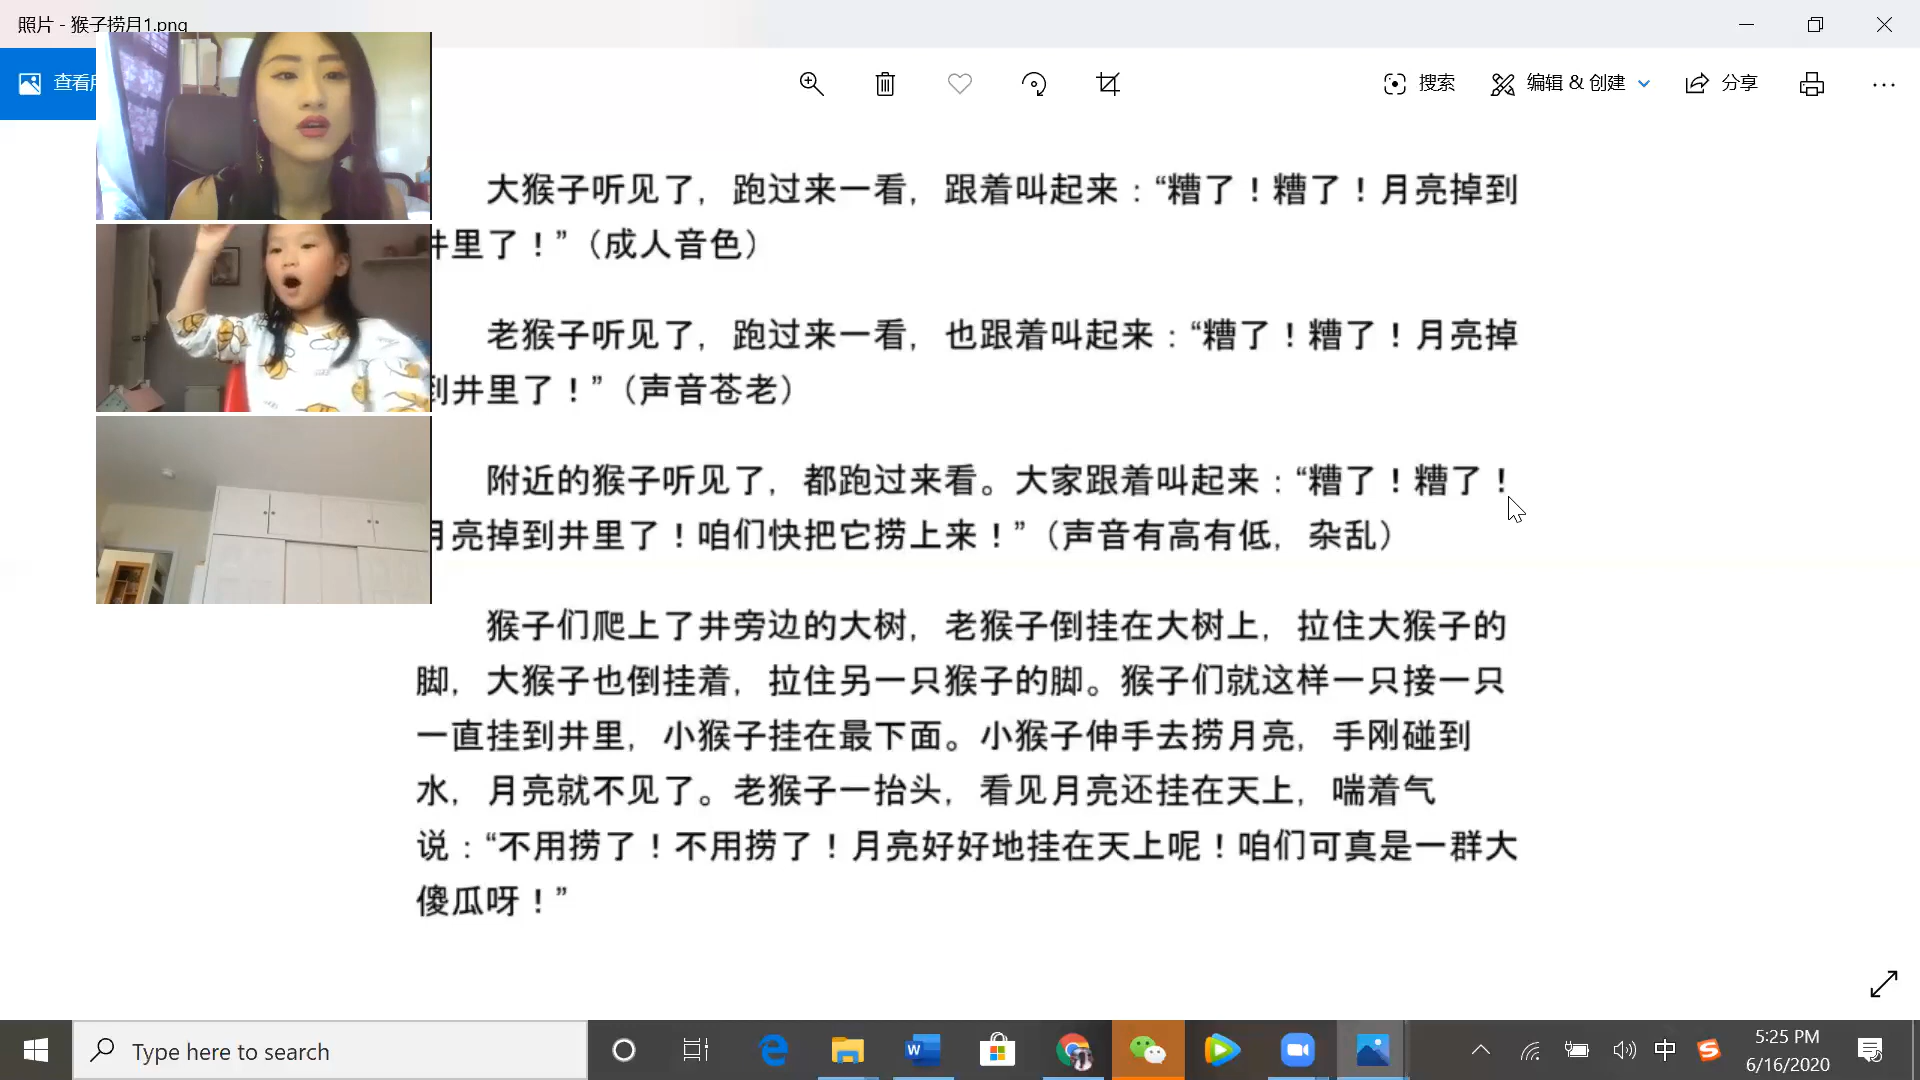 照片 - 猴子捞月1.png
查看
搜索
编辑 & 创建
分享
大猴子听见了，跑过来一看，跟着叫起来：“糟了！糟了！月亮掉到
井里了！”（成人音色）
老猴子听见了，跑过来一看，也跟着叫起来：“糟了！糟了！月亮掉
到井里了！”（声音苍老）
附近的猴子听见了，都跑过来看。大家跟着叫起来：“糟了！糟了！
月亮掉到井里了！咱们快把它捞上来！”（声音有高有低，杂乱）
猴子们爬上了井旁边的大树，老猴子倒挂在大树上，拉住大猴子的
脚，大猴子也倒挂着，拉住另一只猴子的脚。猴子们就这样一只接一只
一直挂到井里，小猴子挂在最下面。小猴子伸手去捞月亮，手刚碰到
水，月亮就不见了。老猴子一抬头，看见月亮还挂在天上，喘着气
说：“不用捞了！不用捞了！月亮好好地挂在天上呢！咱们可真是一群大
傻瓜呀！”
Type here to search
中
5:25 PM
6/16/2020